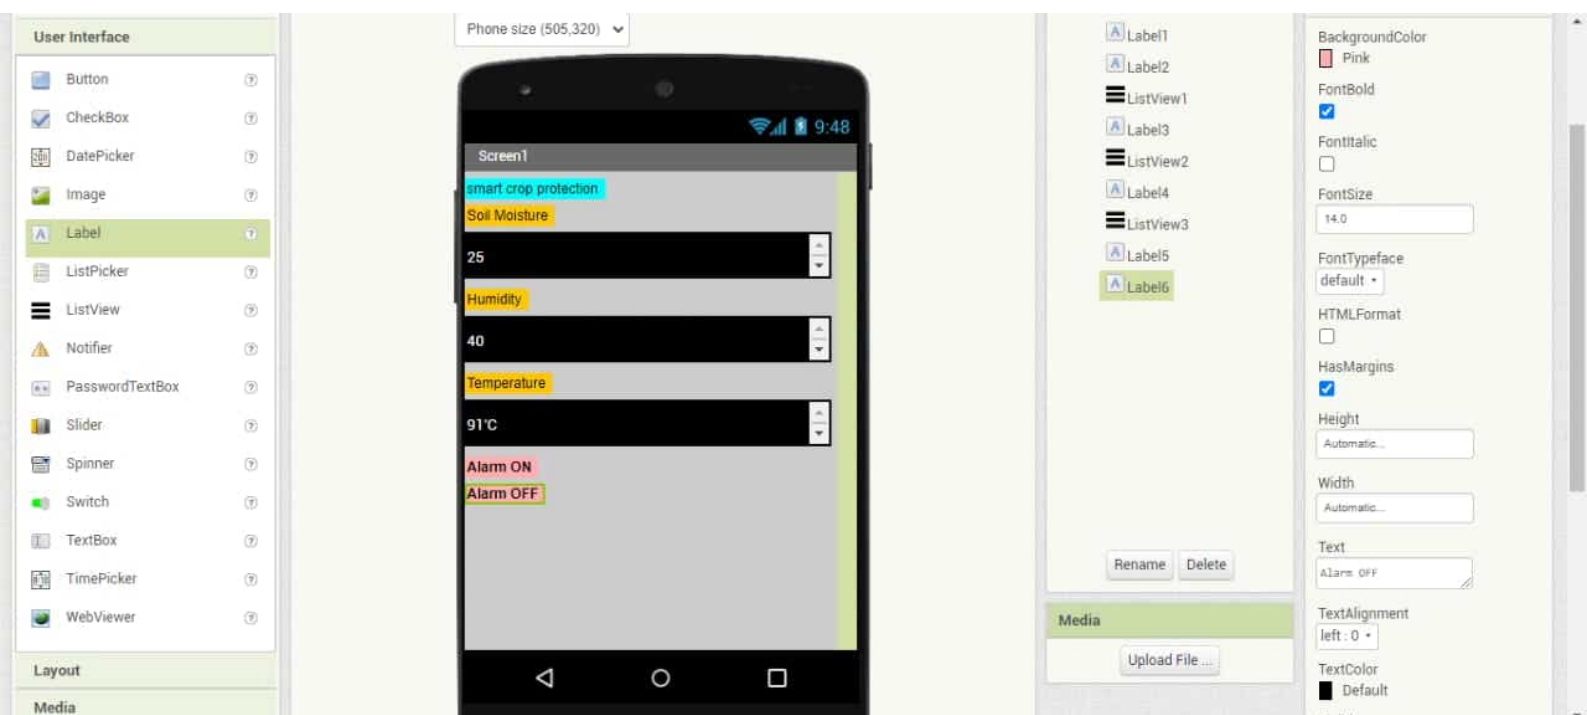 User Interface
Button
CheckBox
DatePicker
Image
Label
ListPicker
ListView
Notifier
PasswordTextBox
Slider
Spinner
Switch
TextBox
TimePicker
WebViewer
Layout
Media
Phone size (505,320)
9:48
Screen1
smart crop protection
Soil Moisture
25
Humidity
40
Temperature
91°C
Alarm ON
Alarm OFF
Label1
Label2
ListView1
Label3
ListView2
Label4
ListView3
Label5
Label6
Rename Delete
Media
Upload File ...
BackgroundColor
Pink
FontBold
FontItalic
FontSize
14.0
FontTypeface
default
HTMLFormat
HasMargins
Height
Automatic...
Width
Automatic...
Text
Alarm OFF
TextAlignment
left : 0
TextColor
Default